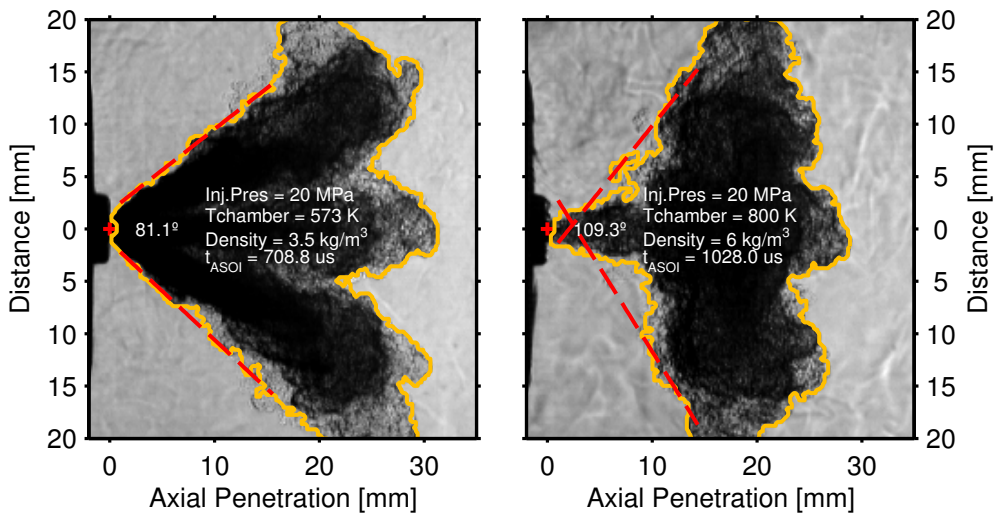 20
15
10
5
0
5
10
15
20
Distance [mm]
0
10
20
30
Axial Penetration [mm]
81.1º
Inj.Pres = 20 MPa
Tchamber = 573 K
Density = 3.5 kg/m³
t_ASOI = 708.8 us
109.3º
Inj.Pres = 20 MPa
Tchamber = 800 K
Density = 6 kg/m³
t_ASOI = 1028.0 us
0
10
20
30
Axial Penetration [mm]
20
15
10
5
0
5
10
15
20
Distance [mm]